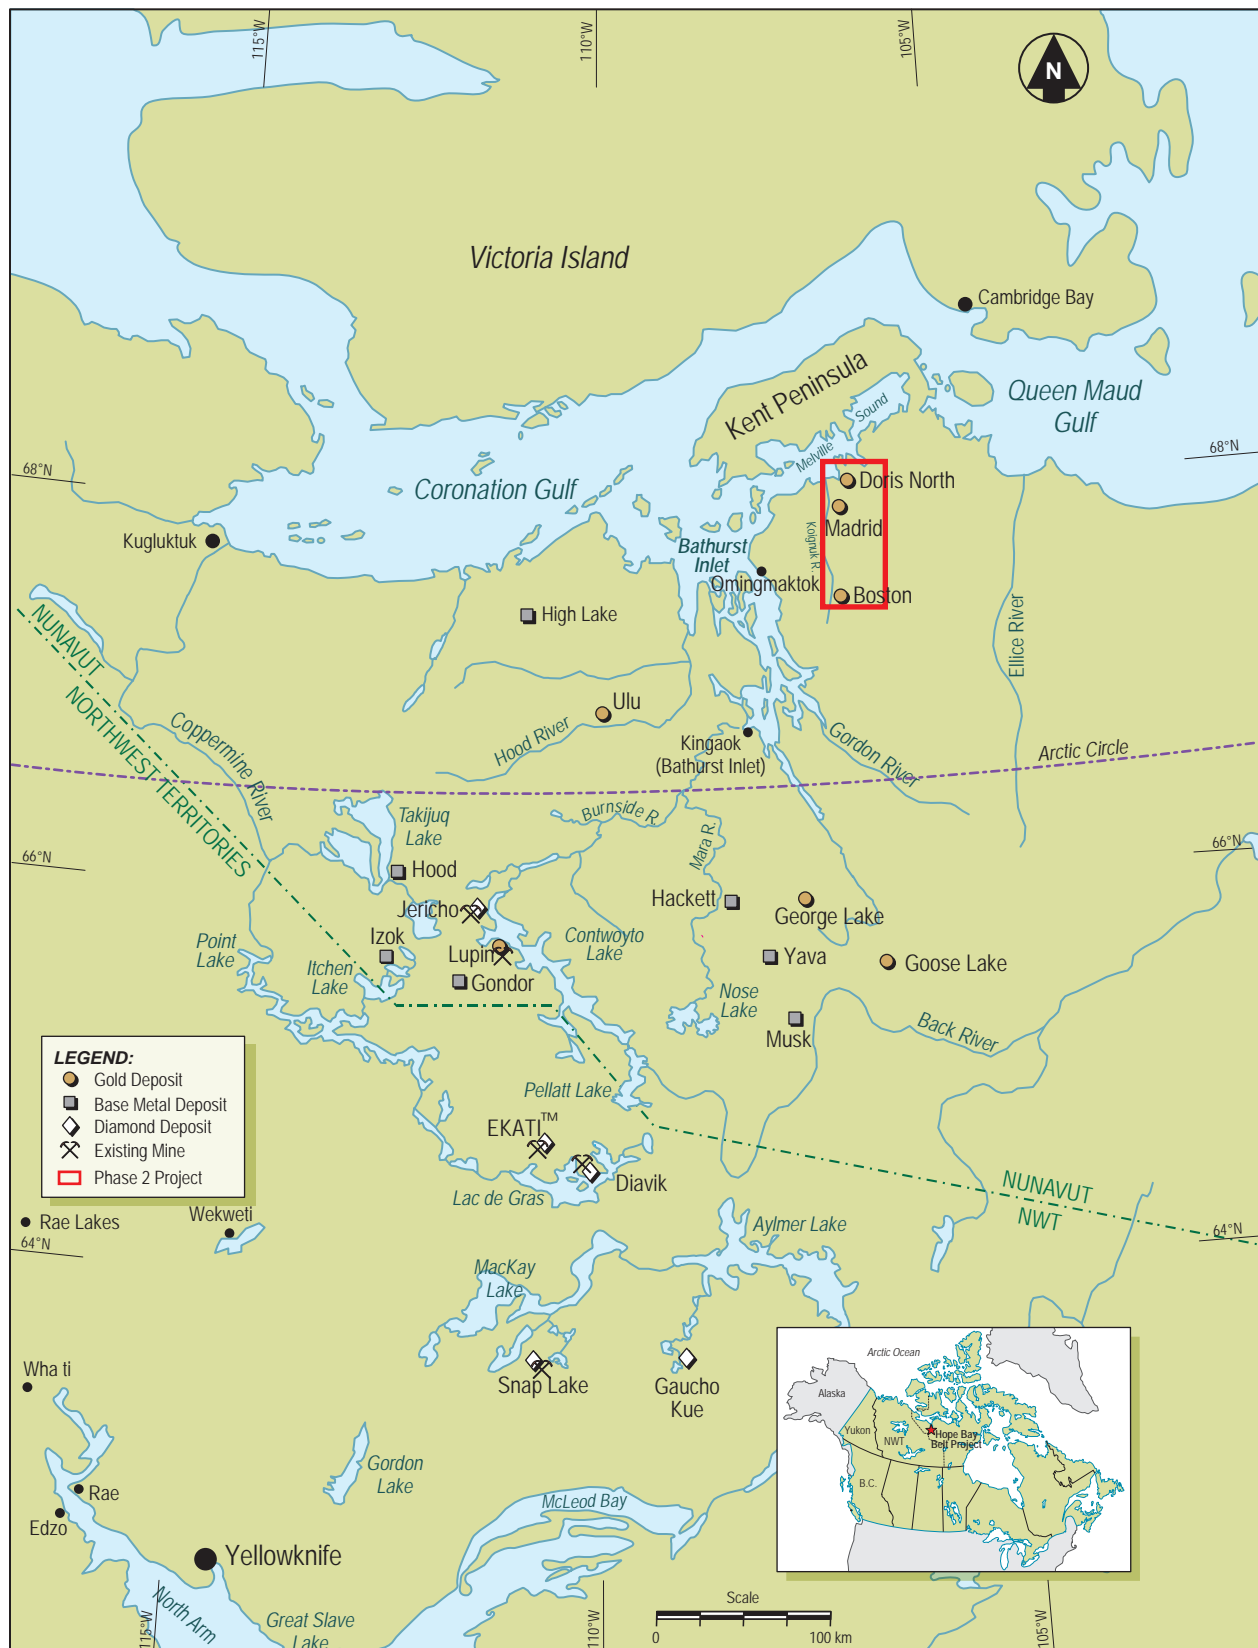 115°W
110°W
105°W
N
Victoria Island
Cambridge Bay
Kent Peninsula
Queen Maud
Gulf
Melville
Sound
68°N
68°N
Coronation Gulf
Doris North
Madrid
Koignuk R.
Boston
Kugluktuk
Bathurst
Inlet
Omingmaktok
High Lake
Ellice River
NUNAVUT
NORTHWEST TERRITORIES
Ulu
Hood River
Coppermine River
Kingaok
(Bathurst Inlet)
Gordon River
Arctic Circle
Takijuq
Lake
Burnside R.
Mara R.
66°N
66°N
Hood
Jericho
Hackett
George Lake
Point
Lake
Izok
Itchen
Lake
Lupin
Contwoyto
Lake
Yava
Goose Lake
Gondor
Nose
Lake
Musk
Back River
LEGEND:
Gold Deposit
Base Metal Deposit
Diamond Deposit
Existing Mine
Phase 2 Project
Pellatt Lake
EKATI™
Diavik
Lac de Gras
NUNAVUT
NWT
Rae Lakes
Wekweti
64°N
64°N
Aylmer Lake
MacKay
Lake
Snap Lake
Gaucho
Kue
Wha ti
Gordon
Lake
Rae
Edzo
McLeod Bay
Yellowknife
North Arm
Great Slave
Lake
Arctic Ocean
Alaska
Yukon
NWT
Hope Bay
Belt Project
B.C.
Scale
0
100 km
115°W
110°W
105°W